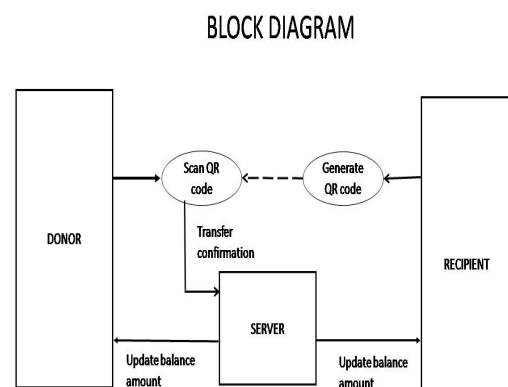 BLOCK DIAGRAM
Scan QR
code
Generate
QR code
DONOR
Transfer
confirmation
RECIPIENT
SERVER
Update balance
amount
Update balance
amount